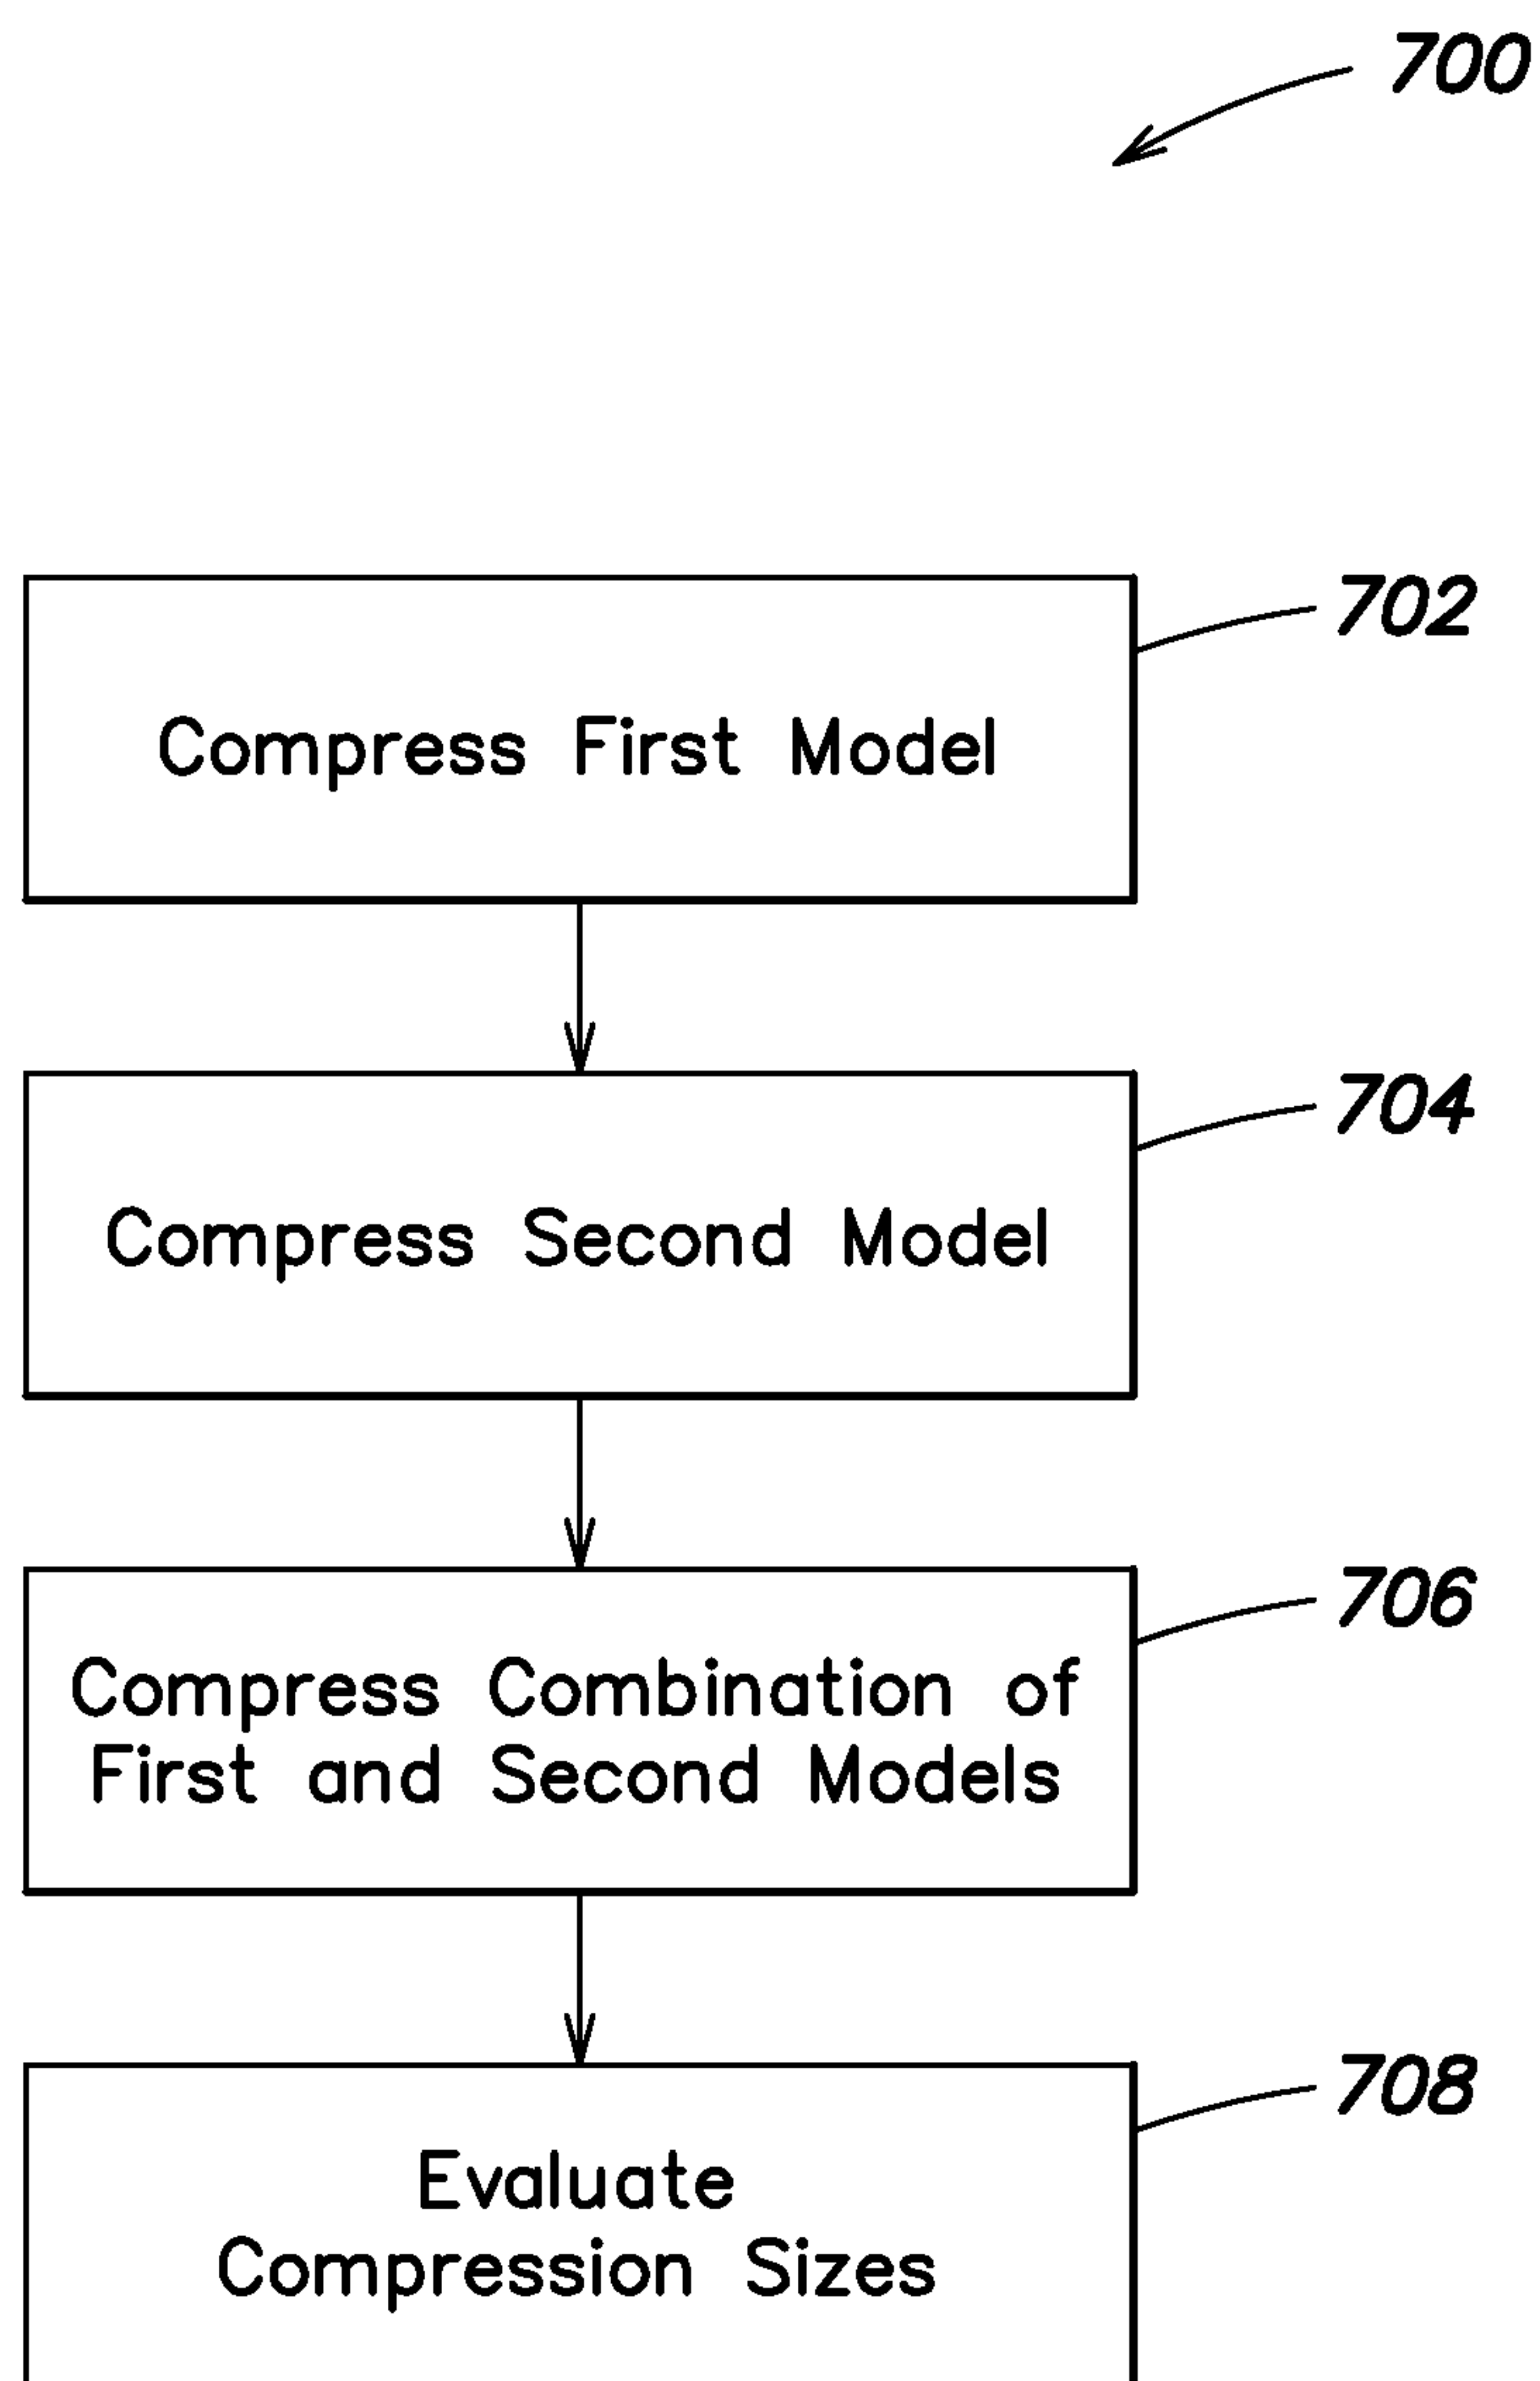 700
702
Compress First Model
704
Compress Second Model
706
Compress Combination of
First and Second Models
708
Evaluate
Compression Sizes